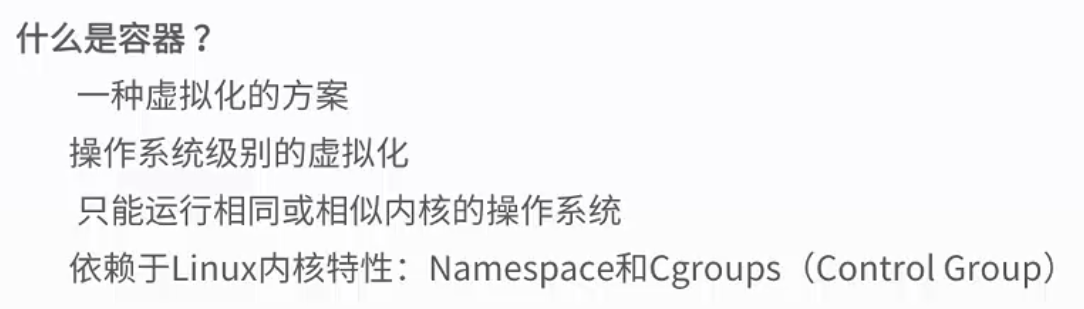 什么是容器？
一种虚拟化的方案
操作系统级别的虚拟化
只能运行相同或相似内核的操作系统
依赖于Linux内核特性：Namespace和Cgroups（Control Group）